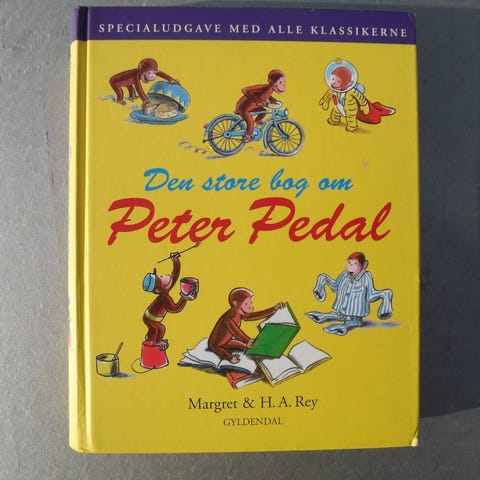 SPECIALUDGAVE MED ALLE KLASSIKERNE
Den store bog om
Peter Pedal
Margret & H. A. Rey
GYLDENDAL